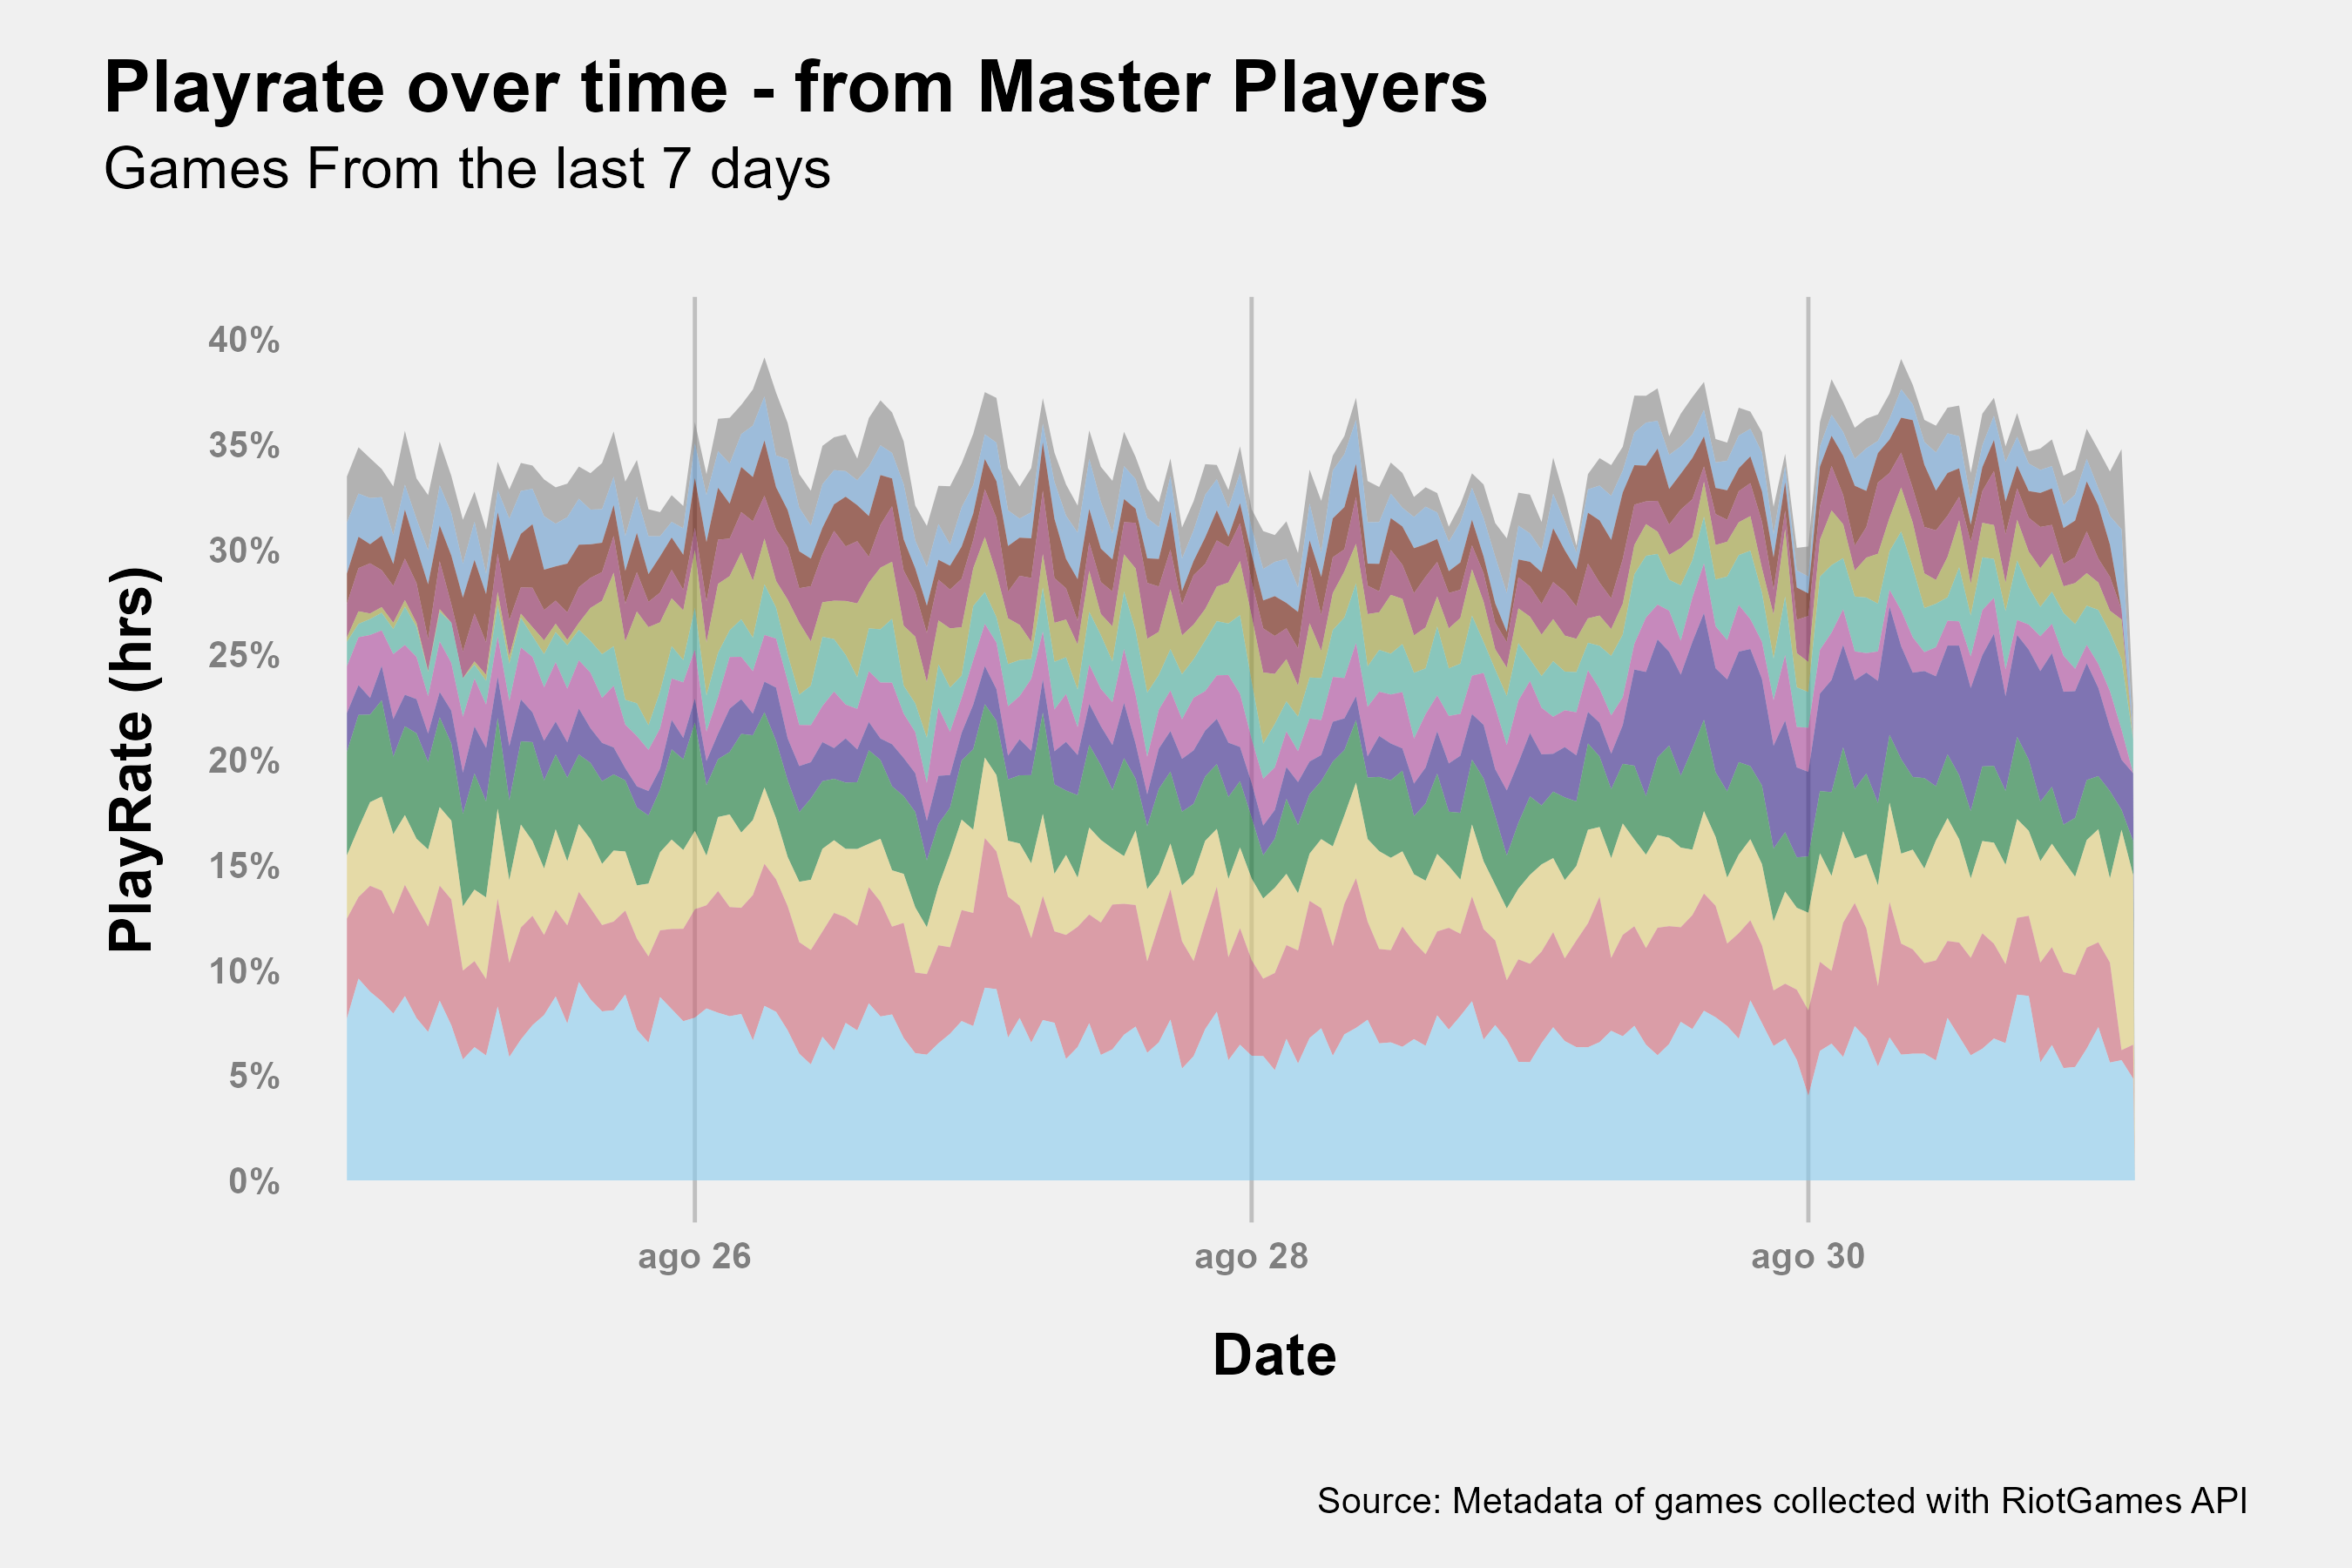 Playrate over time - from Master Players
Games From the last 7 days
PlayRate (hrs)
40%
35%
30%
25%
20%
15%
10%
5%
0%
ago 26
ago 28
ago 30
Date
Source: Metadata of games collected with RiotGames API